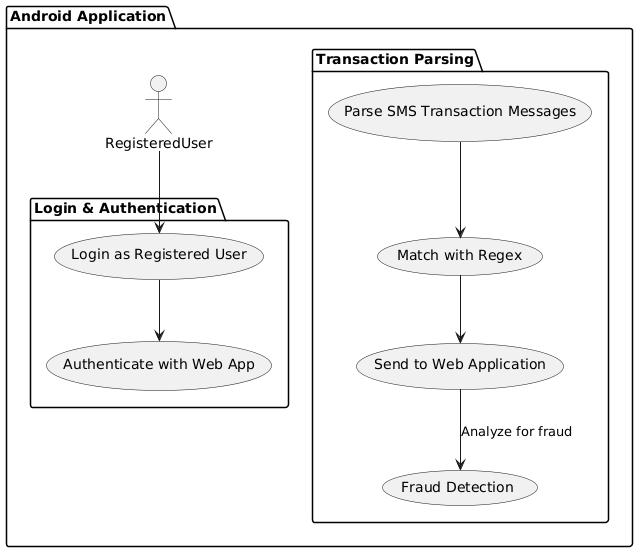 Android Application
RegisteredUser
Login & Authentication
Login as Registered User
Authenticate with Web App
Transaction Parsing
Parse SMS Transaction Messages
Match with Regex
Send to Web Application
Analyze for fraud
Fraud Detection